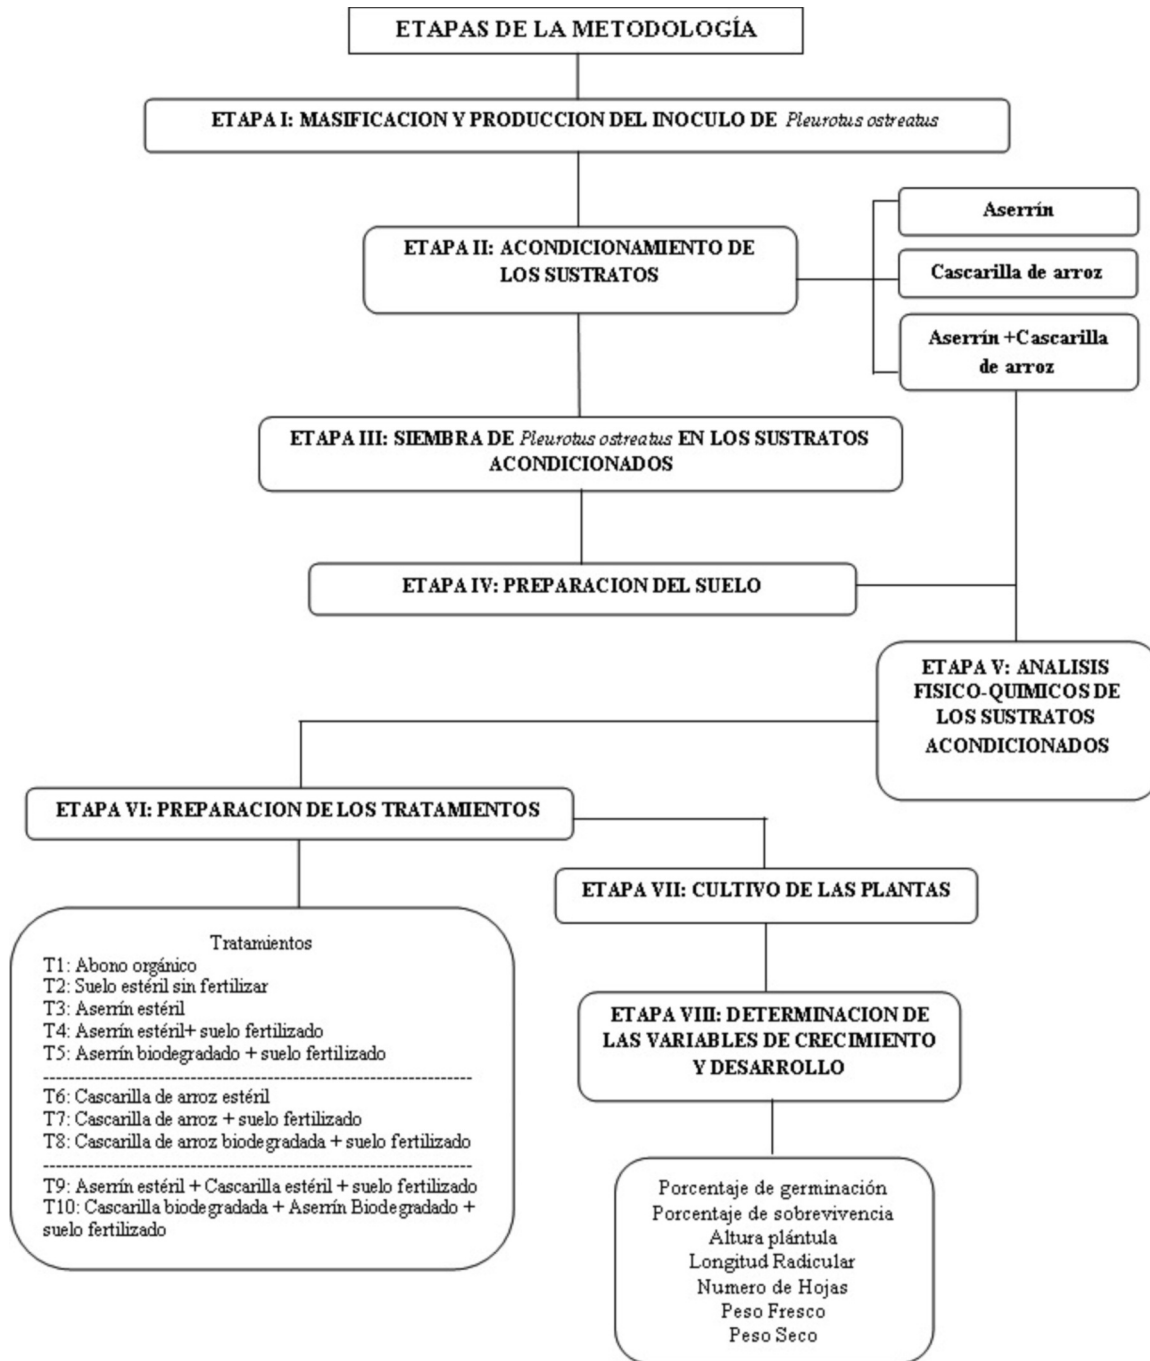 ETAPAS DE LA METODOLOGÍA
ETAPA I: MASIFICACION Y PRODUCCION DEL INOCULO DE Pleurotus ostreatus
ETAPA II: ACONDICIONAMIENTO DE
LOS SUSTRATOS
Aserrín
Cascarilla de arroz
Aserrín +Cascarilla
de arroz
ETAPA III: SIEMBRA DE Pleurotus ostreatus EN LOS SUSTRATOS
ACONDICIONADOS
ETAPA IV: PREPARACION DEL SUELO
ETAPA V: ANALISIS
FISICO-QUIMICOS DE
LOS SUSTRATOS
ACONDICIONADOS
ETAPA VI: PREPARACION DE LOS TRATAMIENTOS
ETAPA VII: CULTIVO DE LAS PLANTAS
Tratamientos
T1: Abono orgánico
T2: Suelo estéril sin fertilizar
T3: Aserrín estéril
T4: Aserrín estéril+ suelo fertilizado
T5: Aserrín biodegradado + suelo fertilizado
T6: Cascarilla de arroz estéril
T7: Cascarilla de arroz + suelo fertilizado
T8: Cascarilla de arroz biodegradada + suelo fertilizado
T9: Aserrín estéril + Cascarilla estéril + suelo fertilizado
T10: Cascarilla biodegradada + Aserrín Biodegradado +
suelo fertilizado
ETAPA VIII: DETERMINACION DE
LAS VARIABLES DE CRECIMIENTO
Y DESARROLLO
Porcentaje de germinación
Porcentaje de sobrevivencia
Altura plántula
Longitud Radicular
Numero de Hojas
Peso Fresco
Peso Seco